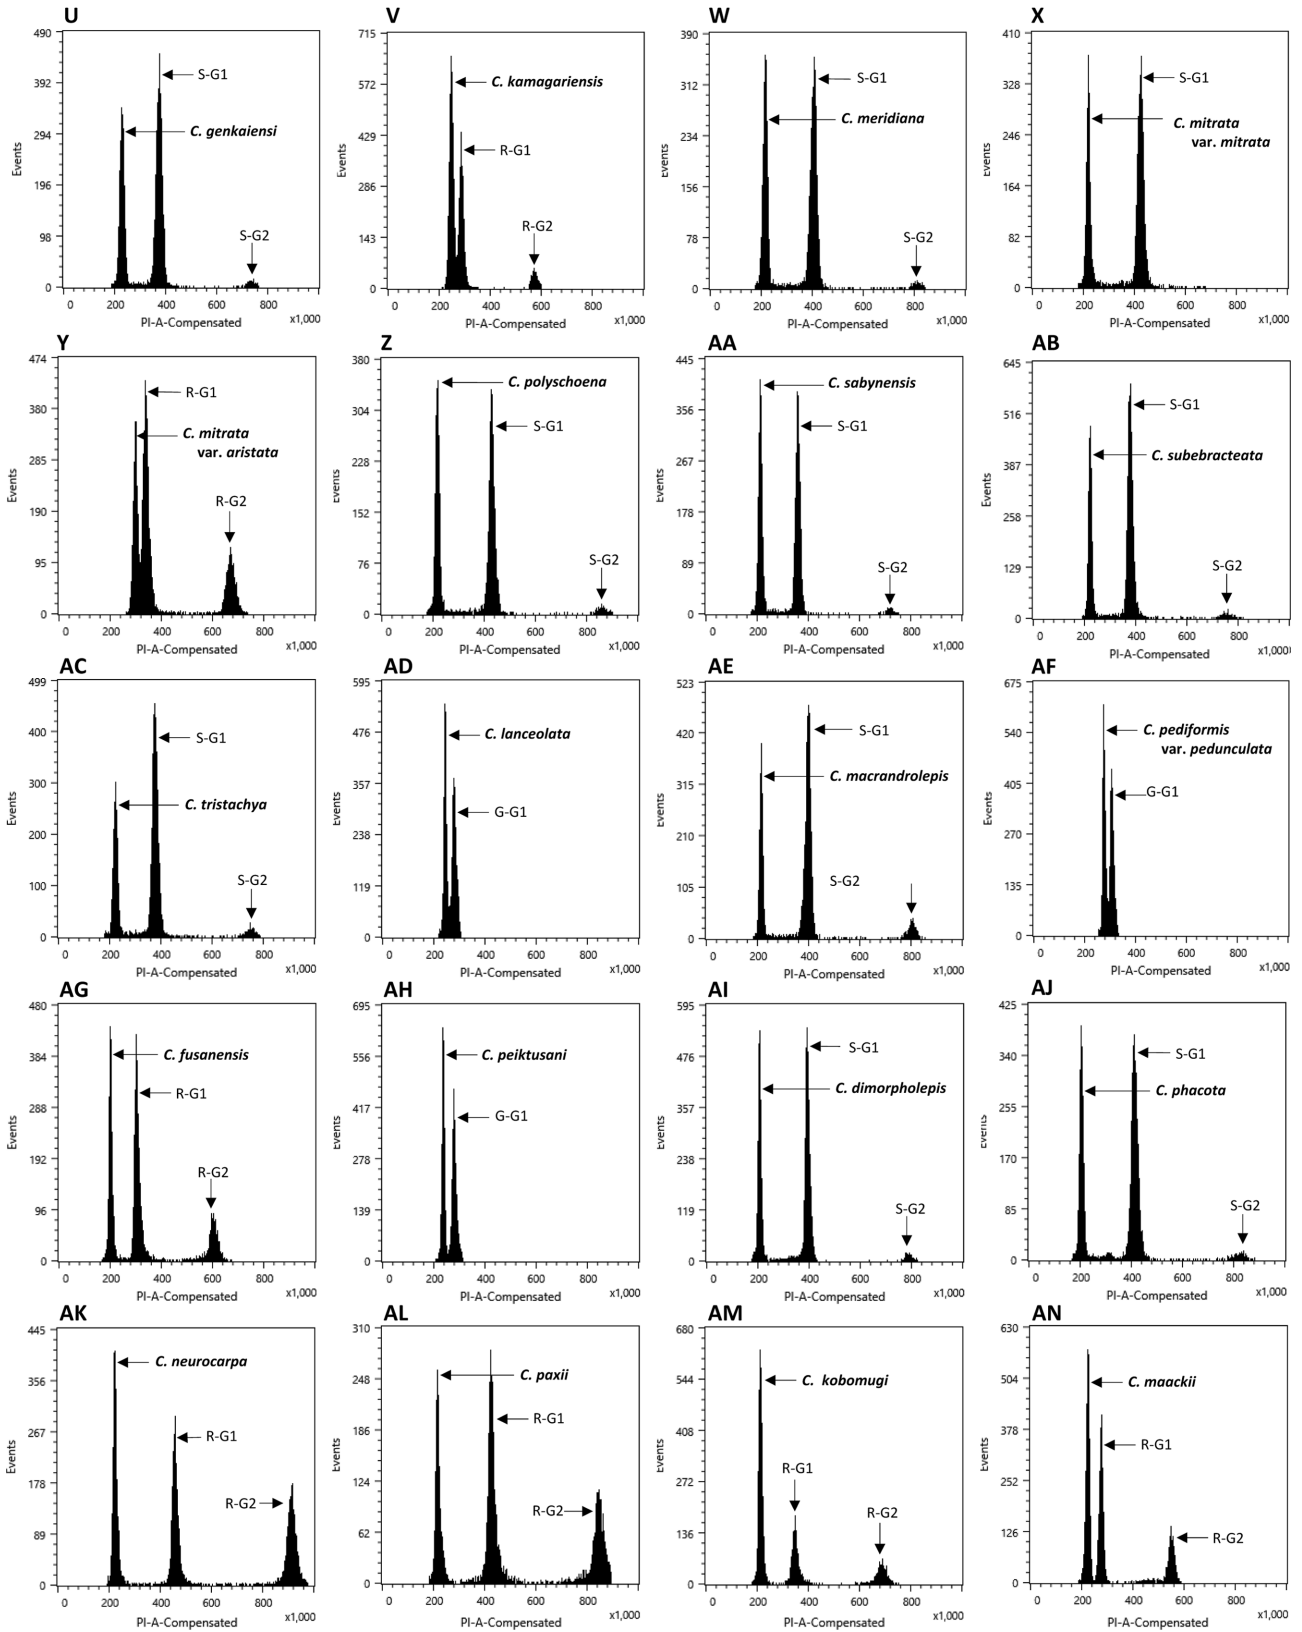 U
490
392
294
196
98
0
Events
S-G1
C. genkaiensi
S-G2
0 200 400 600 800
x1,000
PI-A-Compensated
V
715
572
429
286
143
0
Events
C. kamagariensis
R-G1
R-G2
0 200 400 600 800
x1,000
PI-A-Compensated
W
390
312
234
156
78
0
Events
S-G1
C. meridiana
S-G2
0 200 400 600 800
x1,000
PI-A-Compensated
X
410
328
246
164
82
0
Events
S-G1
C. mitrata
var. mitrata
0 200 400 600 800
x1,000
PI-A-Compensated
Y
474
380
285
190
95
0
Events
R-G1
C. mitrata
var. aristata
R-G2
0 200 400 600 800
x1,000
PI-A-Compensated
Z
380
304
228
152
76
0
Events
C. polyschoena
S-G1
S-G2
0 200 400 600 800
x1,000
PI-A-Compensated
AA
445
356
267
178
89
0
Events
C. sabynensis
S-G1
S-G2
0 200 400 600 800
x1,000
PI-A-Compensated
AB
645
516
387
258
129
0
Events
S-G1
C. subebracteata
S-G2
0 200 400 600 800
x1,000
PI-A-Compensated
AC
499
400
300
200
100
0
Events
S-G1
C. tristachya
S-G2
0 200 400 600 800
x1,000
PI-A-Compensated
AD
595
476
357
238
119
0
Events
C. lanceolata
G-G1
0 200 400 600 800
x1,000
PI-A-Compensated
AE
523
420
315
210
105
0
Events
S-G1
C. macrandrolepis
S-G2
0 200 400 600 800
x1,000
PI-A-Compensated
AF
675
540
405
270
135
0
Events
C. pediformis
var. pedunculata
G-G1
0 200 400 600 800
x1,000
PI-A-Compensated
AG
480
384
288
192
96
0
Events
C. fusanensis
R-G1
R-G2
0 200 400 600 800
x1,000
PI-A-Compensated
AH
695
556
417
278
139
0
Events
C. peiktusani
G-G1
0 200 400 600 800
x1,000
PI-A-Compensated
AI
595
476
357
238
119
0
Events
S-G1
C. dimorpholepis
S-G2
0 200 400 600 800
x1,000
PI-A-Compensated
AJ
425
340
255
170
85
0
Events
S-G1
C. phacota
S-G2
0 200 400 600 800
x1,000
PI-A-Compensated
AK
445
356
267
178
89
0
Events
C. neurocarpa
R-G1
R-G2
0 200 400 600 800
x1,000
PI-A-Compensated
AL
310
248
186
124
62
0
Events
C. paxii
R-G1
R-G2
0 200 400 600 800
x1,000
PI-A-Compensated
AM
680
544
408
272
136
0
Events
C. kobomugi
R-G1
R-G2
0 200 400 600 800
x1,000
PI-A-Compensated
AN
630
504
378
252
126
0
Events
C. maackii
R-G1
R-G2
0 200 400 600 800
x1,000
PI-A-Compensated